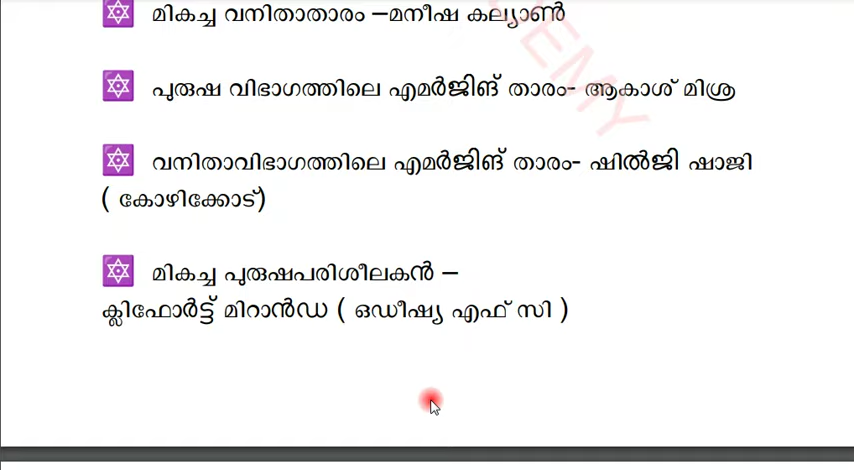 മികച്ച വനിതാതാരം –മനീഷ കല്യാൺ
പുരുഷ വിഭാഗത്തിലെ എമർജിങ് താരം- ആകാശ് മിശ്ര
വനിതാവിഭാഗത്തിലെ എമർജിങ് താരം- ഷിൽജി ഷാജി
( കോഴിക്കോട്)
മികച്ച പുരുഷപരിശീലകൻ –
ക്ലിഫോർട്ട് മിറാൻഡ ( ഒഡീഷ്യ എഫ് സി )